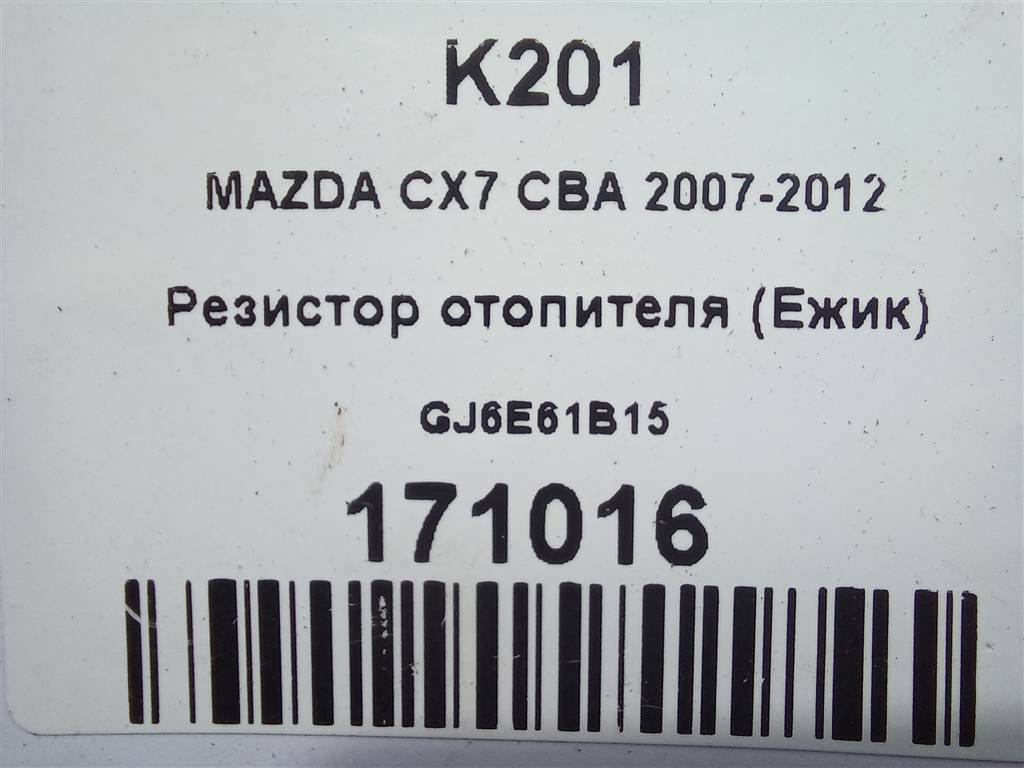 K201
MAZDA CX7 CBA 2007-2012
Резистор отопителя (Ежик)
GJ6E61B15
171016